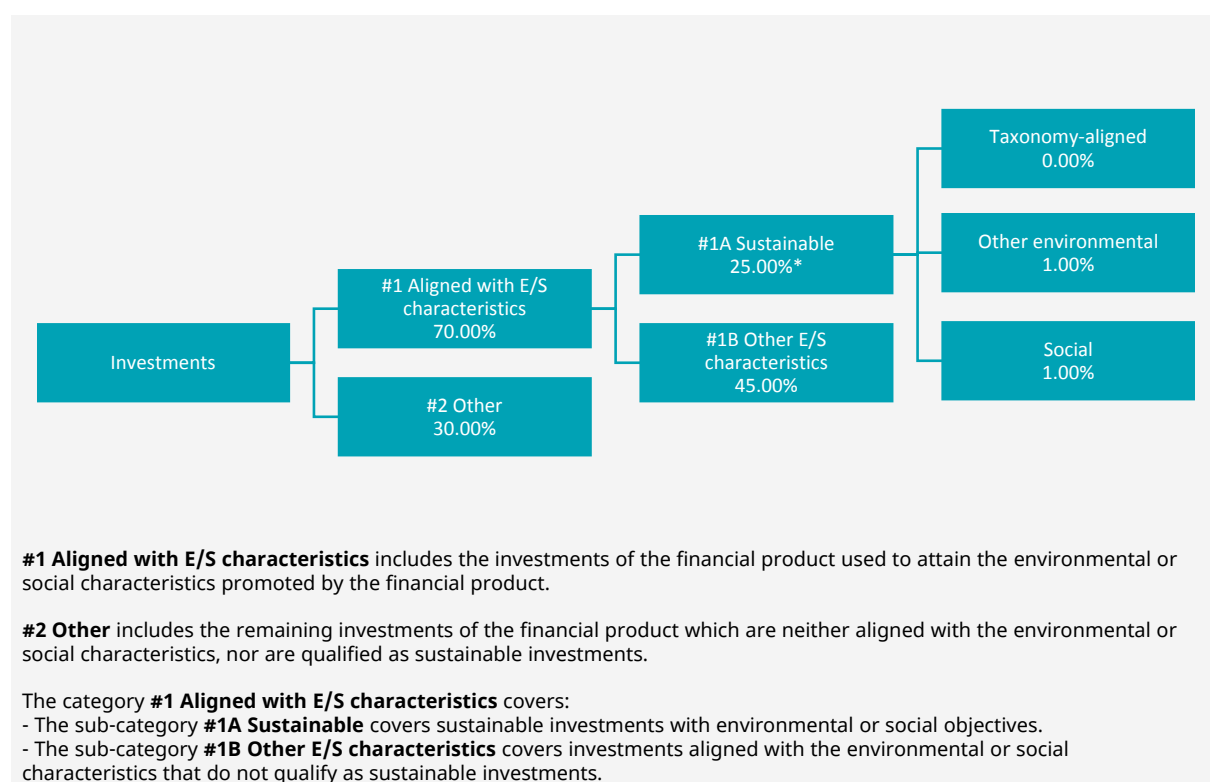 Investments
#1 Aligned with E/S
characteristics
70.00%
#2 Other
30.00%
#1A Sustainable
25.00%*
#1B Other E/S
characteristics
45.00%
Taxonomy-aligned
0.00%
Other environmental
1.00%
Social
1.00%
#1 Aligned with E/S characteristics includes the investments of the financial product used to attain the environmental or
social characteristics promoted by the financial product.
#2 Other includes the remaining investments of the financial product which are neither aligned with the environmental or
social characteristics, nor are qualified as sustainable investments.
The category #1 Aligned with E/S characteristics covers:
- The sub-category #1A Sustainable covers sustainable investments with environmental or social objectives.
- The sub-category #1B Other E/S characteristics covers investments aligned with the environmental or social
characteristics that do not qualify as sustainable investments.